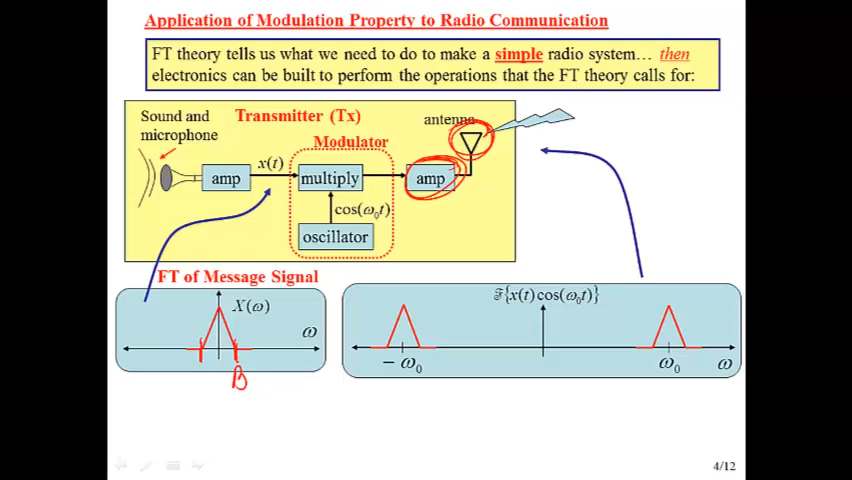 Application of Modulation Property to Radio Communication
FT theory tells us what we need to do to make a simple radio system… then
electronics can be built to perform the operations that the FT theory calls for:
Sound and
microphone
Transmitter (Tx)
antenna
Modulator
amp
x(t)
multiply
amp
cos(ω₀t)
oscillator
FT of Message Signal
X(ω)
ω
B
ℱ{x(t)cos(ω₀t)}
− ω₀
ω₀
ω
4/12